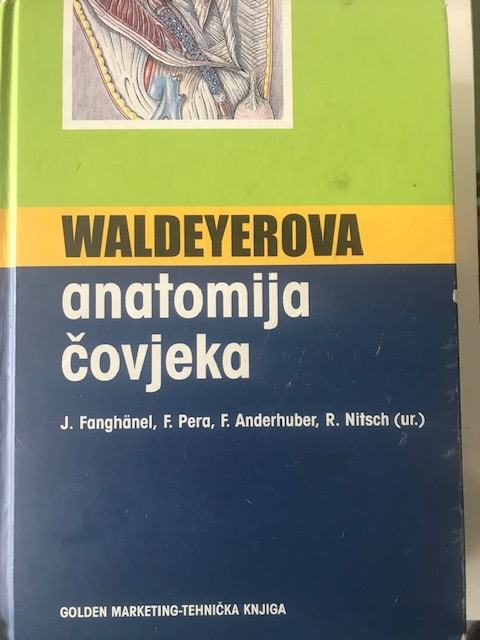 WALDEYEROVA
anatomija
čovjeka
J. Fanghänel, F. Pera, F. Anderhuber, R. Nitsch (ur.)
GOLDEN MARKETING-TEHNIČKA KNJIGA